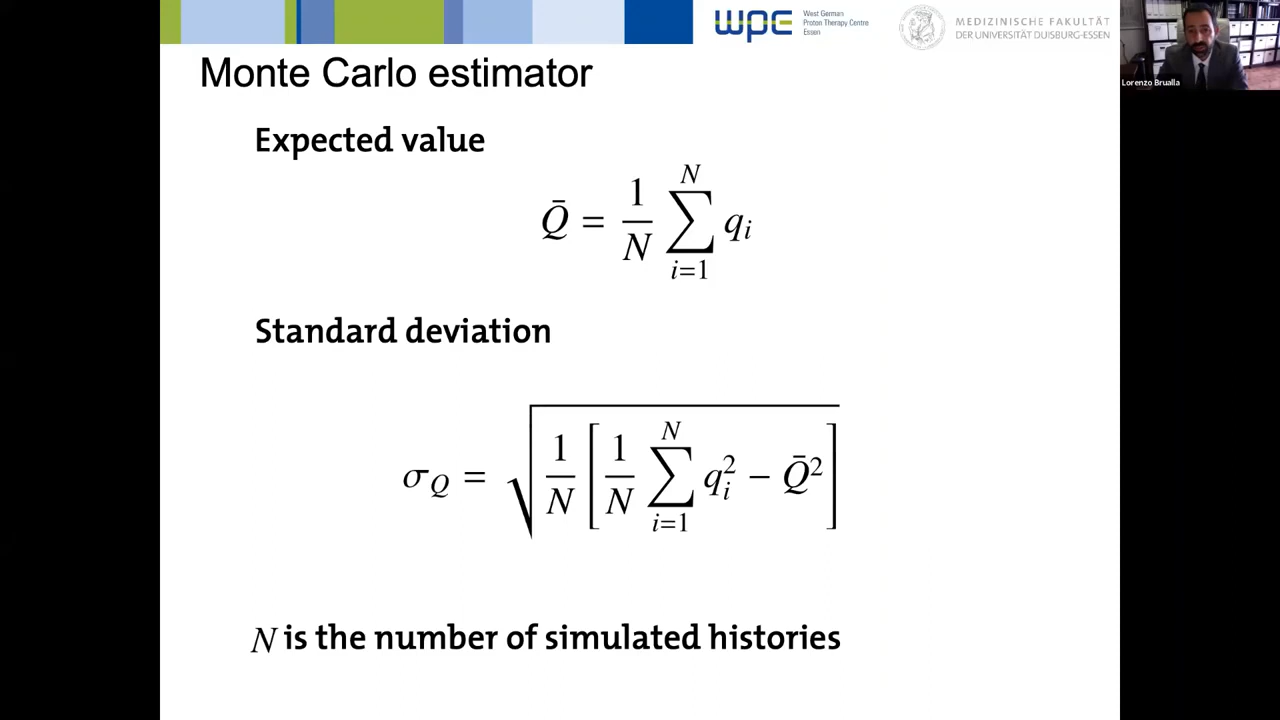 wpe West German
Proton Therapy Centre
Essen
MEDIZINISCHE FAKULTÄT
DER UNIVERSITÄT DUISBURG-ESSEN
Lorenzo Brualla
Monte Carlo estimator
Expected value
Q̄ = 1/N ∑_{i=1}^{N} q_i
Standard deviation
σ_Q = √(1/N [1/N ∑_{i=1}^{N} q_i² − Q̄²])
N is the number of simulated histories